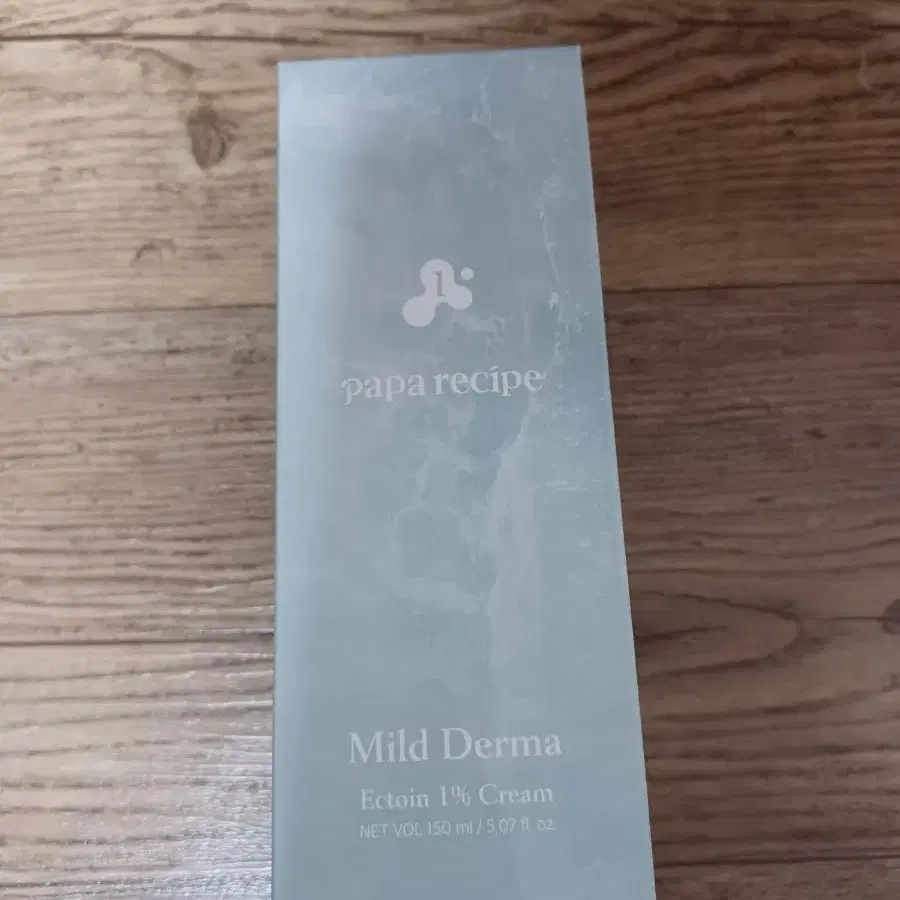 1
papa recipe
Mild Derma
Ectoin 1% Cream
NET VOL 150 ml / 5.07 fl. oz.